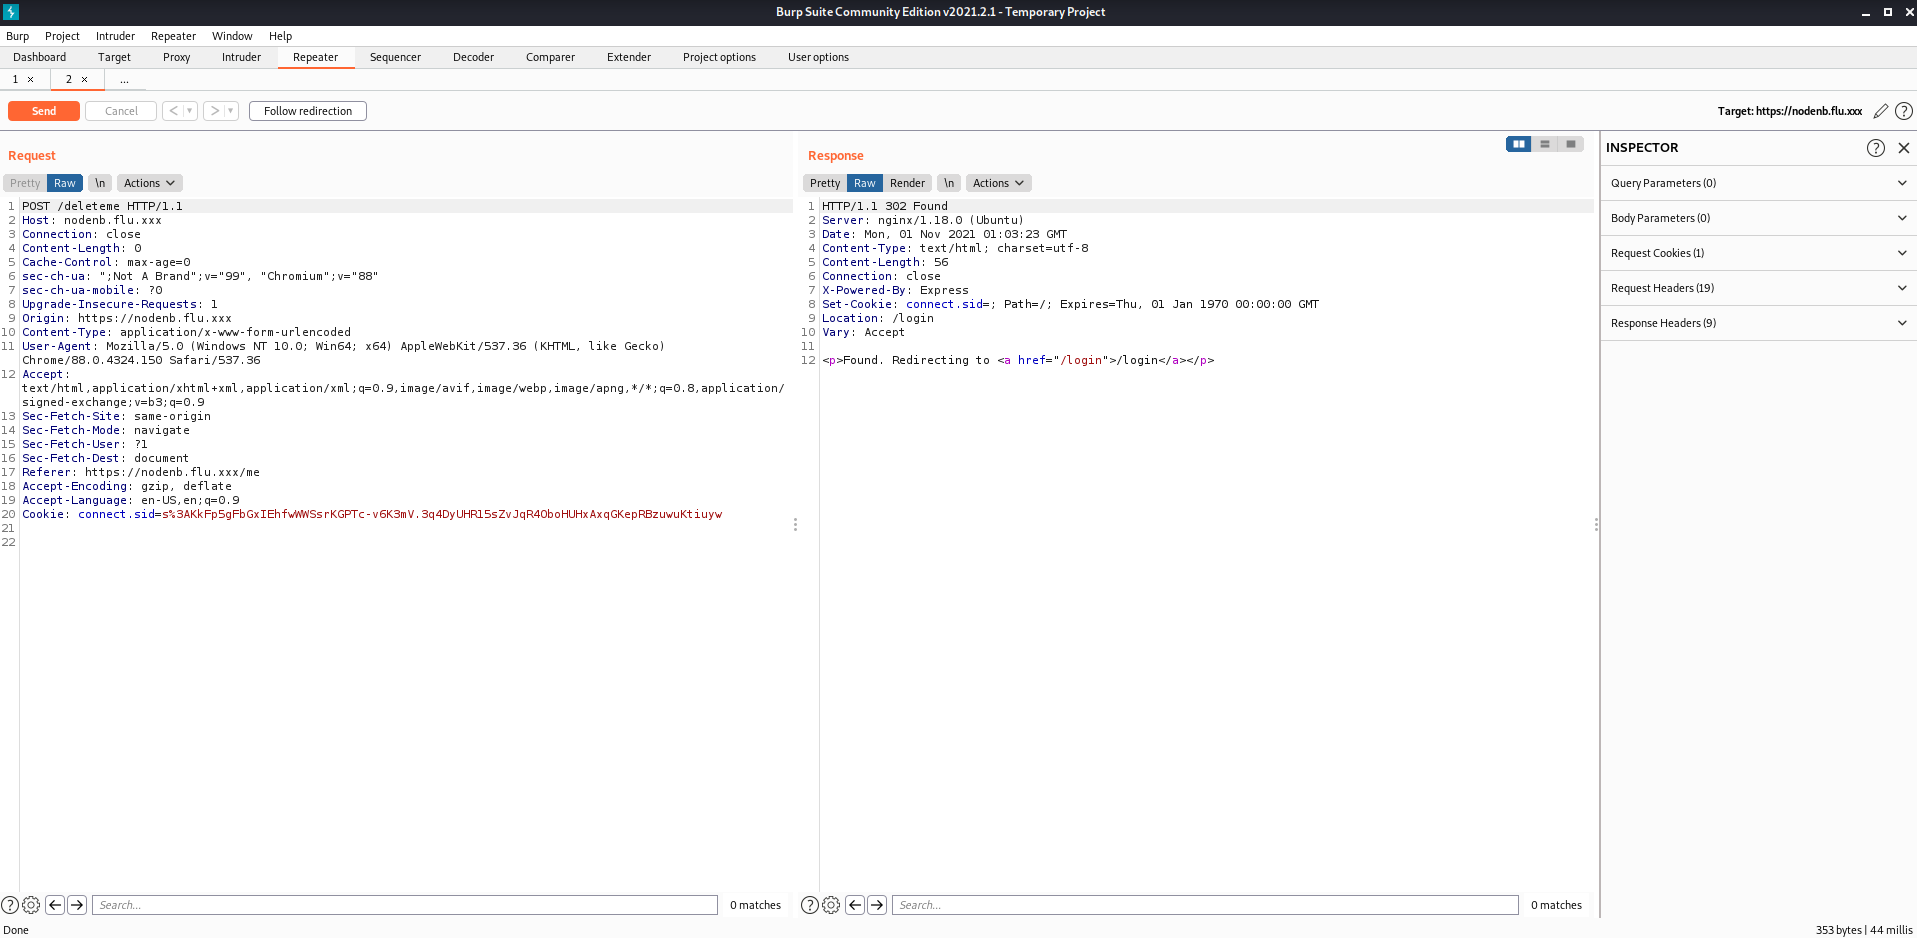 Burp Suite Community Edition v2021.2.1 - Temporary Project
Burp Project Intruder Repeater Window Help
Dashboard Target Proxy Intruder Repeater Sequencer Decoder Comparer Extender Project options User options
1 × 2 × ...
Send Cancel < > Follow redirection Target: https://nodenb.flu.xxx
Request
Pretty Raw \n Actions
1 POST /deleteme HTTP/1.1
2 Host: nodenb.flu.xxx
3 Connection: close
4 Content-Length: 0
5 Cache-Control: max-age=0
6 sec-ch-ua: ";Not A Brand";v="99", "Chromium";v="88"
7 sec-ch-ua-mobile: ?0
8 Upgrade-Insecure-Requests: 1
9 Origin: https://nodenb.flu.xxx
10 Content-Type: application/x-www-form-urlencoded
11 User-Agent: Mozilla/5.0 (Windows NT 10.0; Win64; x64) AppleWebKit/537.36 (KHTML, like Gecko)
Chrome/88.0.4324.150 Safari/537.36
12 Accept:
text/html,application/xhtml+xml,application/xml;q=0.9,image/avif,image/webp,image/apng,*/*;q=0.8,application/
signed-exchange;v=b3;q=0.9
13 Sec-Fetch-Site: same-origin
14 Sec-Fetch-Mode: navigate
15 Sec-Fetch-User: ?1
16 Sec-Fetch-Dest: document
17 Referer: https://nodenb.flu.xxx/me
18 Accept-Encoding: gzip, deflate
19 Accept-Language: en-US,en;q=0.9
20 Cookie: connect.sid=s%3AKkFp5gFbGxIEhfwWWSsrKGPTc-v6K3mV.3q4DyUHR15sZvJqR40boHUHxAxqGKepRBzuwuKtiuyw
21
22
Search... 0 matches
Response
Pretty Raw Render \n Actions
1 HTTP/1.1 302 Found
2 Server: nginx/1.18.0 (Ubuntu)
3 Date: Mon, 01 Nov 2021 01:03:23 GMT
4 Content-Type: text/html; charset=utf-8
5 Content-Length: 56
6 Connection: close
7 X-Powered-By: Express
8 Set-Cookie: connect.sid=; Path=/; Expires=Thu, 01 Jan 1970 00:00:00 GMT
9 Location: /login
10 Vary: Accept
11
12 <p>Found. Redirecting to <a href="/login">/login</a></p>
Search... 0 matches
INSPECTOR
Query Parameters (0)
Body Parameters (0)
Request Cookies (1)
Request Headers (19)
Response Headers (9)
Done 353 bytes | 44 millis